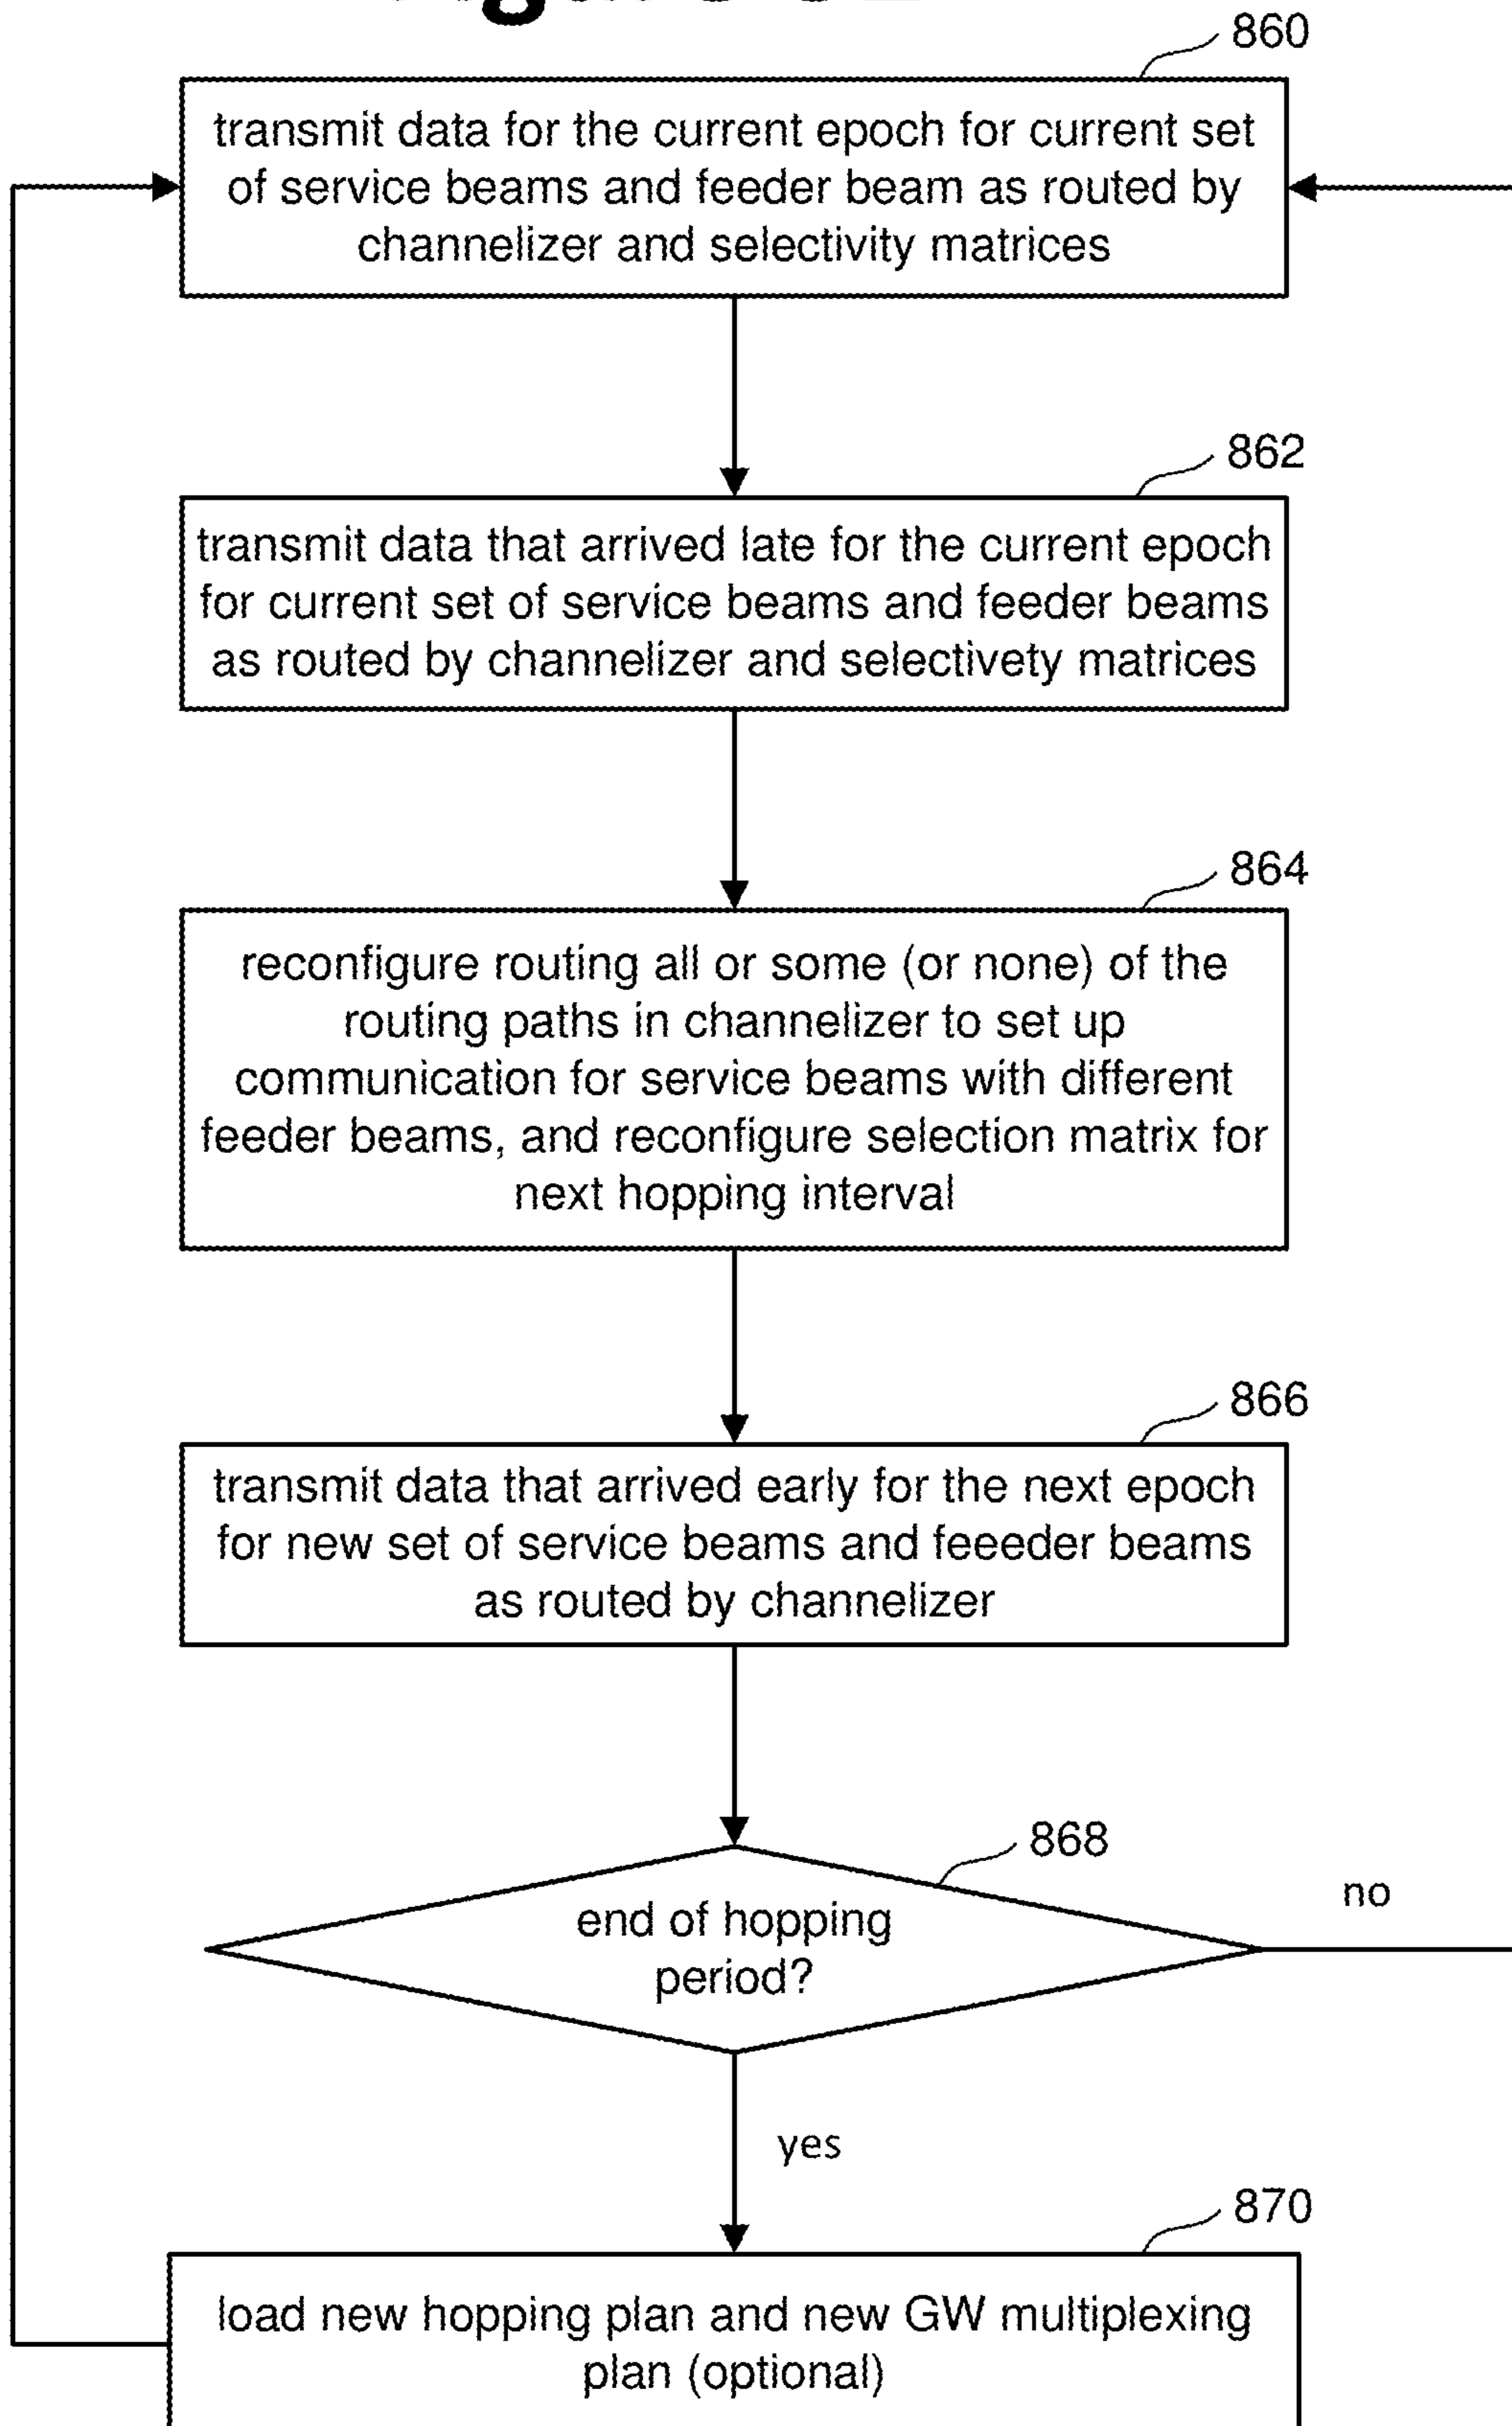 860
transmit data for the current epoch for current set
of service beams and feeder beam as routed by
channelizer and selectivity matrices
862
transmit data that arrived late for the current epoch
for current set of service beams and feeder beams
as routed by channelizer and selectivety matrices
864
reconfigure routing all or some (or none) of the
routing paths in channelizer to set up
communication for service beams with different
feeder beams, and reconfigure selection matrix for
next hopping interval
866
transmit data that arrived early for the next epoch
for new set of service beams and feeeder beams
as routed by channelizer
868
end of hopping
period?
no
yes
870
load new hopping plan and new GW multiplexing
plan (optional)